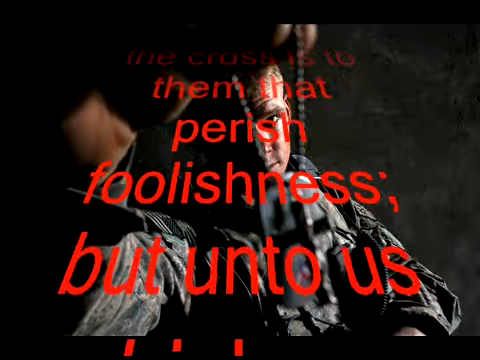 the cross is to
them that
perish
foolishness;
but unto us